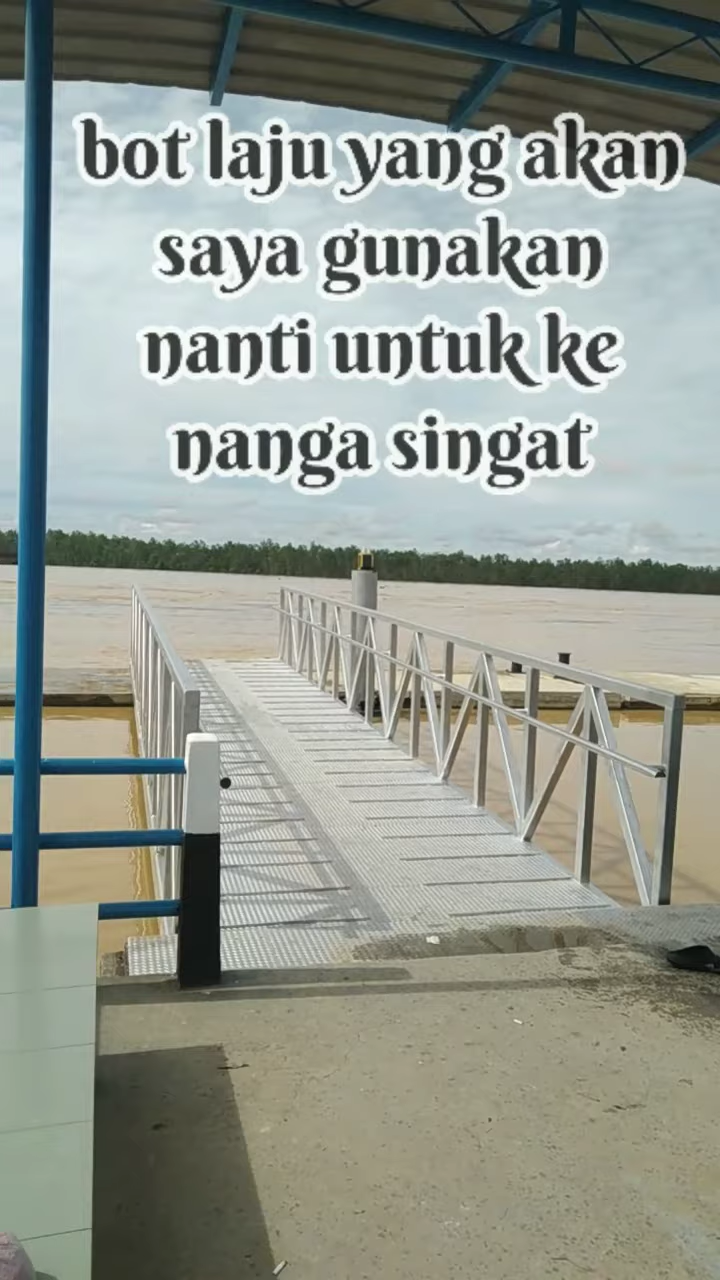 bot laju yang akan
saya gunakan
nanti untuk ke
nanga singat